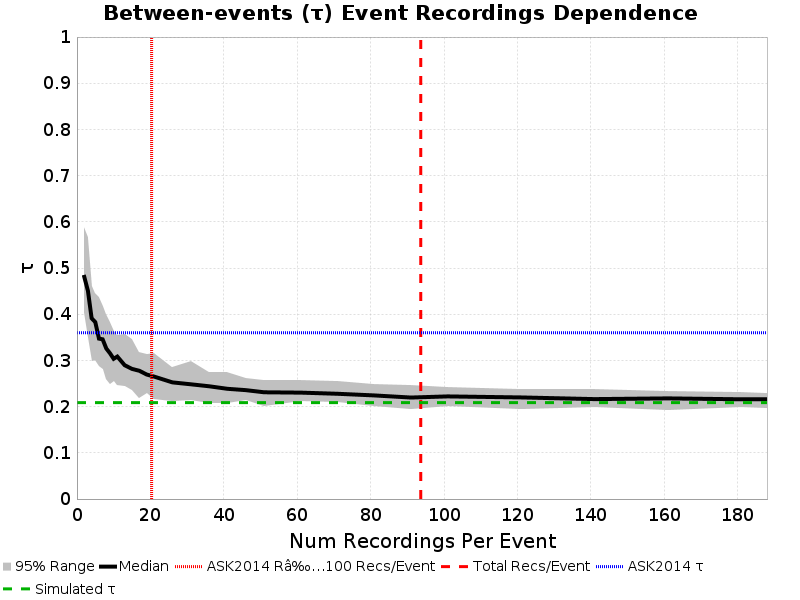 Between-events (τ) Event Recordings Dependence
1
0.9
0.8
0.7
0.6
0.5
0.4
0.3
0.2
0.1
0
τ
0 20 40 60 80 100 120 140 160 180
Num Recordings Per Event
95% Range Median ASK2014 Râ‰…100 Recs/Event Total Recs/Event ASK2014 τ
Simulated τ